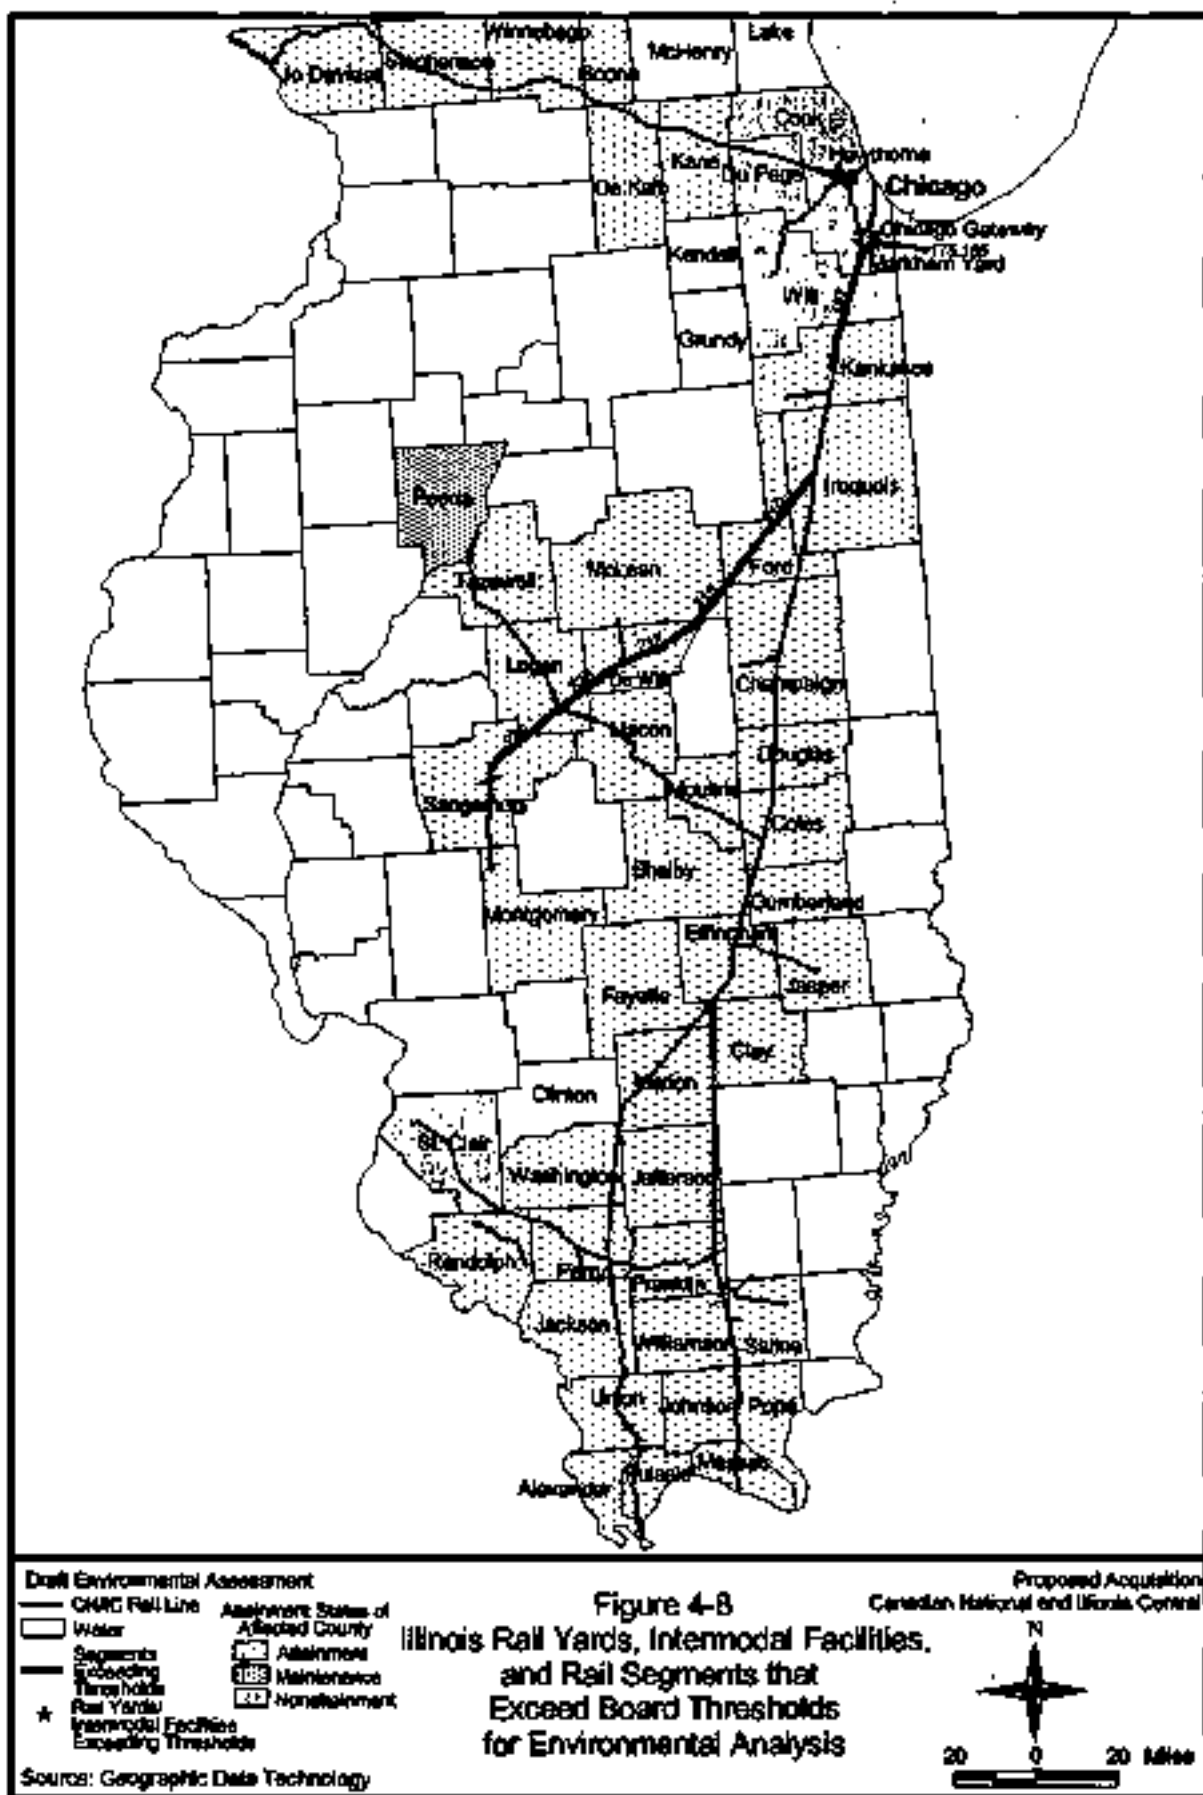 Winnebago
Lake
McHenry
Stephenson
Jo Daviess
Boone
Cook
Hawthorne
Kane
Du Page
De Kalb
Chicago
Chicago Gateway
Kendall
Markham Yard
Will
Grundy
Kankakee
Peoria
Iroquois
Ford
McLean
Tazewell
Logan
De Witt
Champaign
Macon
Douglas
Moultrie
Sangamon
Coles
Shelby
Cumberland
Montgomery
Effingham
Jasper
Fayette
Clay
Marion
Clinton
St. Clair
Washington
Jefferson
Randolph
Perry
Franklin
Jackson
Williamson
Saline
Union
Johnson
Pope
Massac
Pulaski
Alexander
Draft Environmental Assessment
CN/IC Rail Line
Water
Segments
Exceeding
Thresholds
Rail Yards/
Intermodal Facilities
Exceeding Thresholds
Attainment Status of
Affected County
Attainment
Maintenance
Nonattainment
Source: Geographic Data Technology
Figure 4-8
Illinois Rail Yards, Intermodal Facilities,
and Rail Segments that
Exceed Board Thresholds
for Environmental Analysis
Proposed Acquisition
Canadian National and Illinois Central
N
20 0 20 Miles